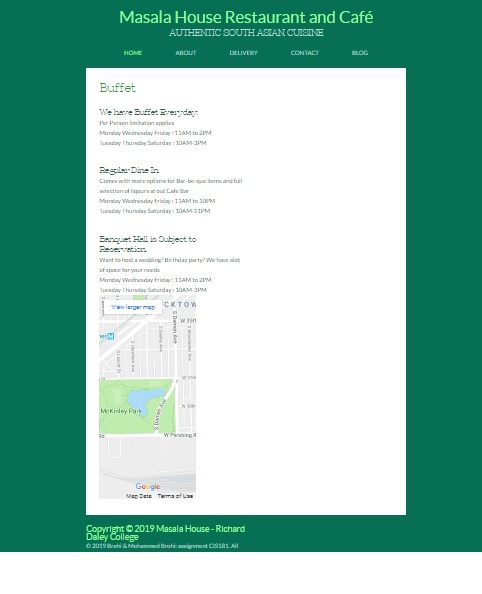 Masala House Restaurant and Café
AUTHENTIC SOUTH ASIAN CUISINE
HOME ABOUT DELIVERY CONTACT BLOG
Buffet
We have Buffet Everyday:
Per Person limitation applies
Monday Wednesday Friday : 11AM to 2PM
Tuesday Thursday Saturday : 10AM-3PM
Regular Dine In
Comes with more options for Bar-be-que items and full
selection of liqours at out Cafe Bar
Monday Wednesday Friday : 11AM to 10PM
Tuesday Thursday Saturday : 10AM-11PM
Banquet Hall is Subject to
Reservation
Want to host a wedding? Birthday party? We have alot
of space for your needs
Monday Wednesday Friday : 11AM to 2PM
Tuesday Thursday Saturday : 10AM-3PM
View larger map
CKTOW
S Damen Ave
W 35th
McKinley Park
S Damen Ave
W Pershing R
Google
Map Data Terms of Use
Copyright © 2019 Masala House - Richard
Daley College
© 2019 Brohi & Mohammed Brohi: assignment CIS181. All